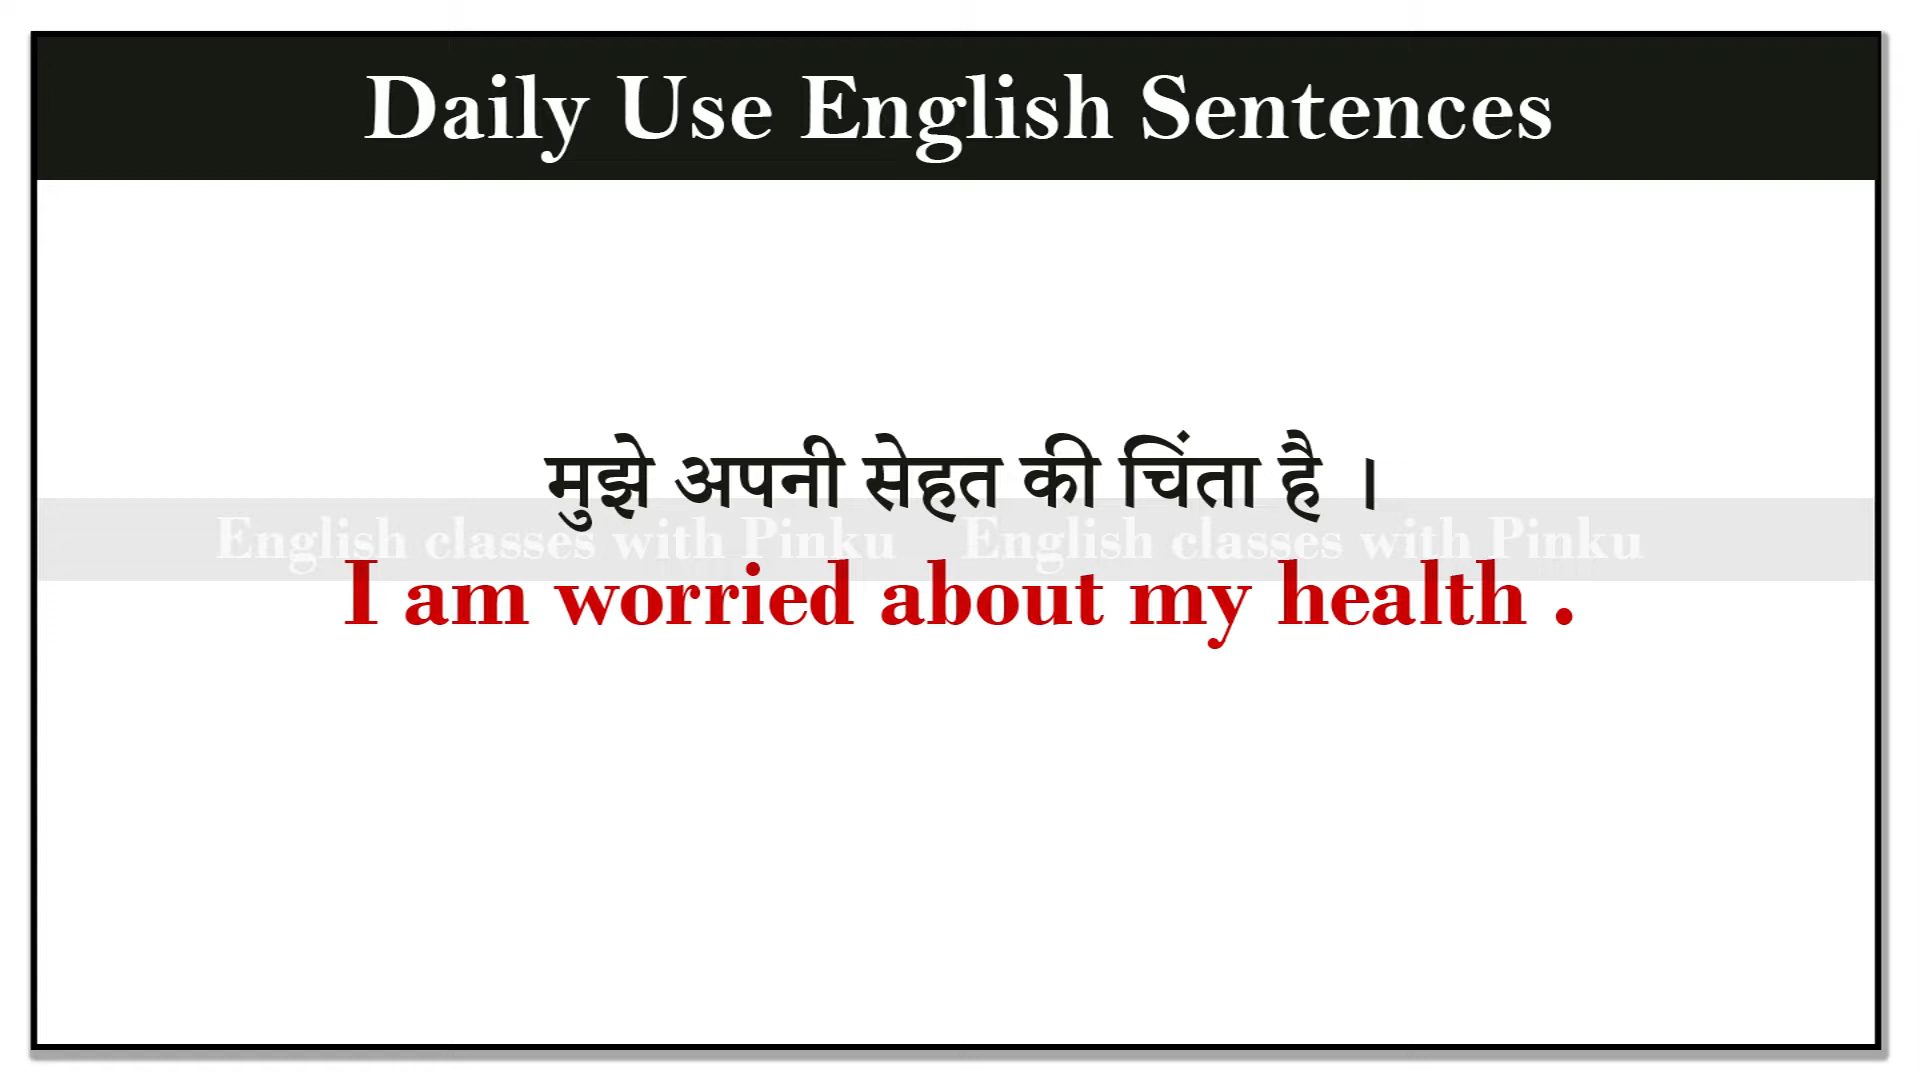 Daily Use English Sentences
मुझे अपनी सेहत की चिंता है ।
English classes with Pinku English classes with Pinku
I am worried about my health .